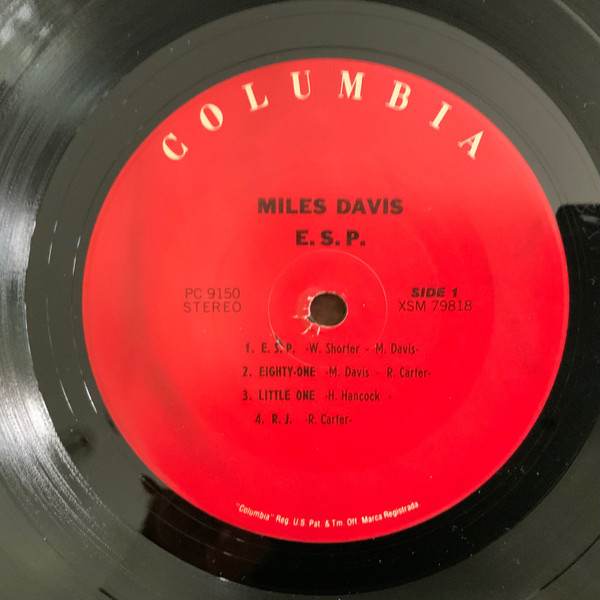 COLUMBIA
MILES DAVIS
E. S. P.
PC 9150
STEREO
SIDE 1
XSM 79818
1. E. S. P. -W. Shorter - M. Davis-
2. EIGHTY-ONE -M. Davis - R. Carter-
3. LITTLE ONE -H. Hancock -
4. R. J. -R. Carter-
"Columbia" Reg. U.S. Pat. & Tm. Off. Marca Registrada